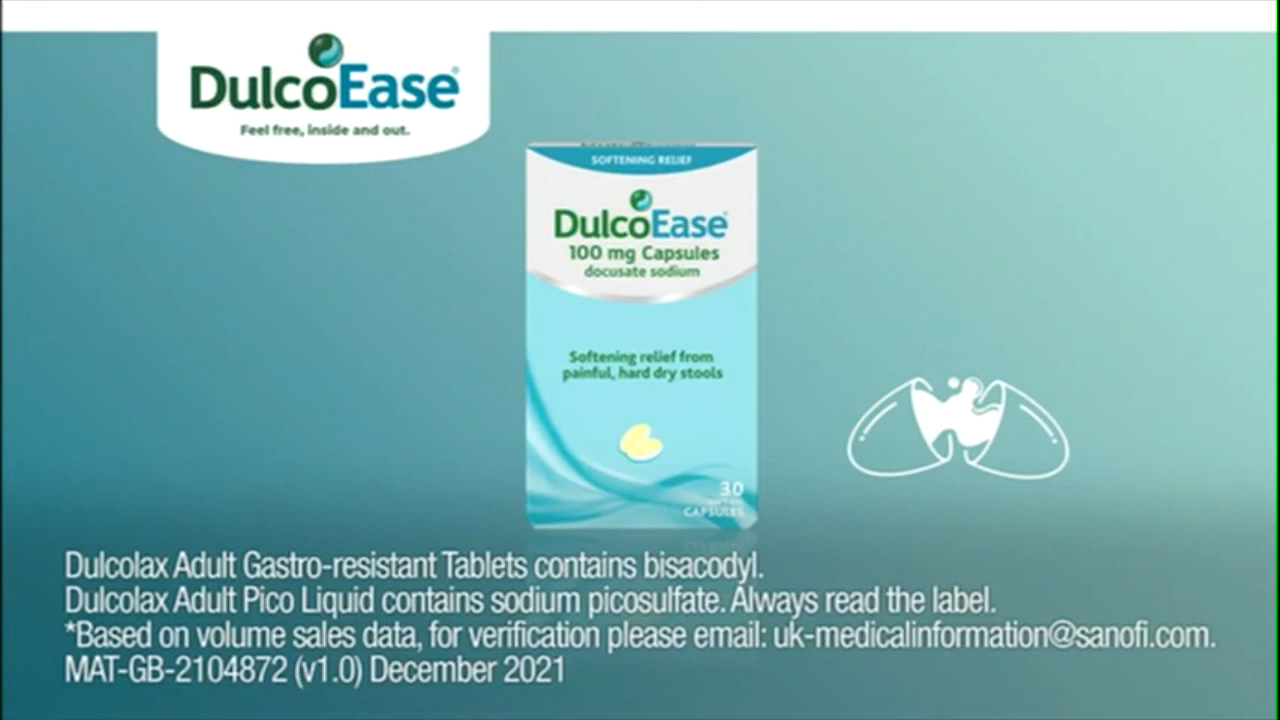 DulcoEase®
Feel free, inside and out.
SOFTENING RELIEF
DulcoEase®
100 mg Capsules
docusate sodium
Softening relief from
painful, hard dry stools
30
CAPSULES
Dulcolax Adult Gastro-resistant Tablets contains bisacodyl.
Dulcolax Adult Pico Liquid contains sodium picosulfate. Always read the label.
*Based on volume sales data, for verification please email: uk-medicalinformation@sanofi.com.
MAT-GB-2104872 (v1.0) December 2021